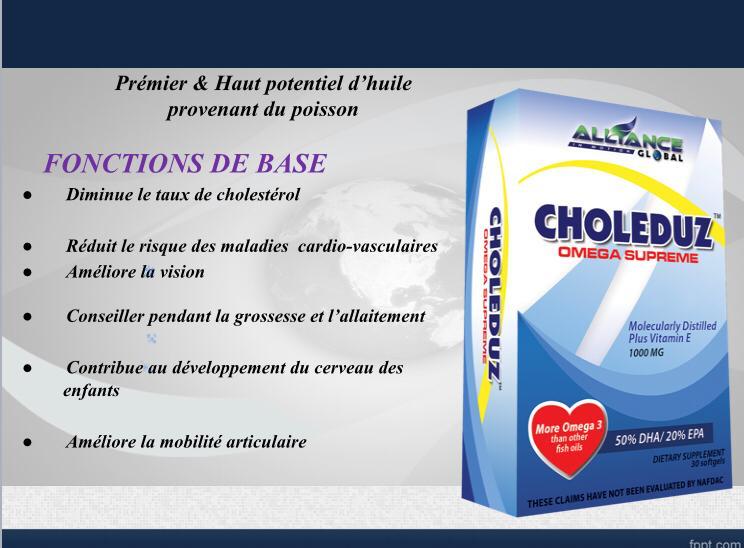 Prémier & Haut potentiel d’huile
provenant du poisson
FONCTIONS DE BASE
● Diminue le taux de cholestérol
● Réduit le risque des maladies cardio-vasculaires
● Améliore la vision
● Conseiller pendant la grossesse et l’allaitement
● Contribue au développement du cerveau des
enfants
● Améliore la mobilité articulaire
ALLIANCE
IN MOTION
GLOBAL
CHOLEDUZ™
OMEGA SUPREME
CHOLEDUZ™
OMEGA SUPREME
Molecularly Distilled
Plus Vitamin E
1000 MG
More Omega 3
than other
fish oils
50% DHA/ 20% EPA
DIETARY SUPPLEMENT
30 softgels
THESE CLAIMS HAVE NOT BEEN EVALUATED BY NAFDAC
fppt.com